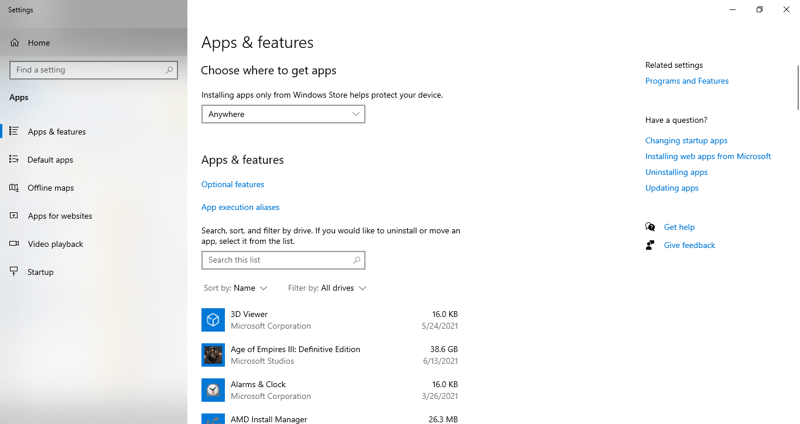 Settings
Home
Find a setting
Apps
Apps & features
Default apps
Offline maps
Apps for websites
Video playback
Startup
Apps & features
Choose where to get apps
Installing apps only from Windows Store helps protect your device.
Anywhere
Apps & features
Optional features
App execution aliases
Search, sort, and filter by drive. If you would like to uninstall or move an
app, select it from the list.
Search this list
Sort by: Name Filter by: All drives
3D Viewer 16.0 KB
Microsoft Corporation 5/24/2021
Age of Empires III: Definitive Edition 38.6 GB
Microsoft Studios 6/13/2021
Alarms & Clock 16.0 KB
Microsoft Corporation 3/26/2021
AMD Install Manager 26.3 MB
Related settings
Programs and Features
Have a question?
Changing startup apps
Installing web apps from Microsoft
Uninstalling apps
Updating apps
Get help
Give feedback